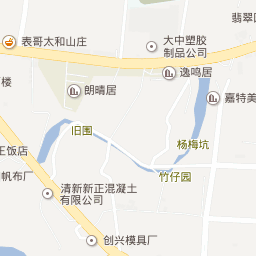 翡翠
表哥太和山庄
大中塑胶
制品公司
逸鸣居
楼
朗晴居
嘉特美
旧围
杨梅坑
王饭店
帆布厂
竹仔园
清新新正混凝土
有限公司
创兴模具厂